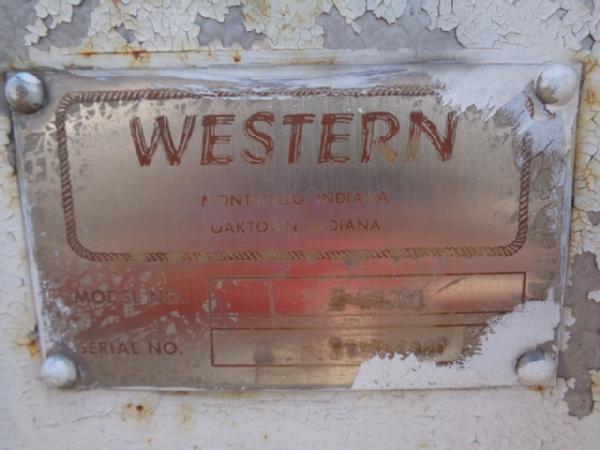 WESTERN
MONTICELLO, INDIANA
OAKTOWN, INDIANA
MODEL NO.
SERIAL NO.